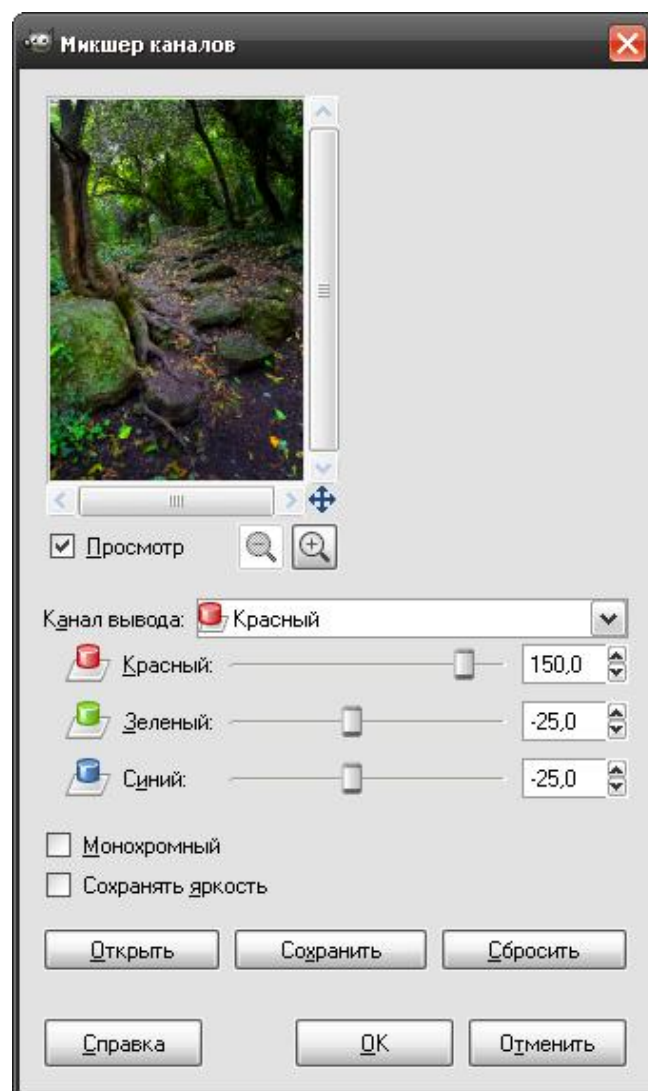 Микшер каналов
Просмотр
Канал вывода: Красный
Красный: 150,0
Зеленый: -25,0
Синий: -25,0
Монохромный
Сохранять яркость
Открыть Сохранить Сбросить
Справка OK Отменить